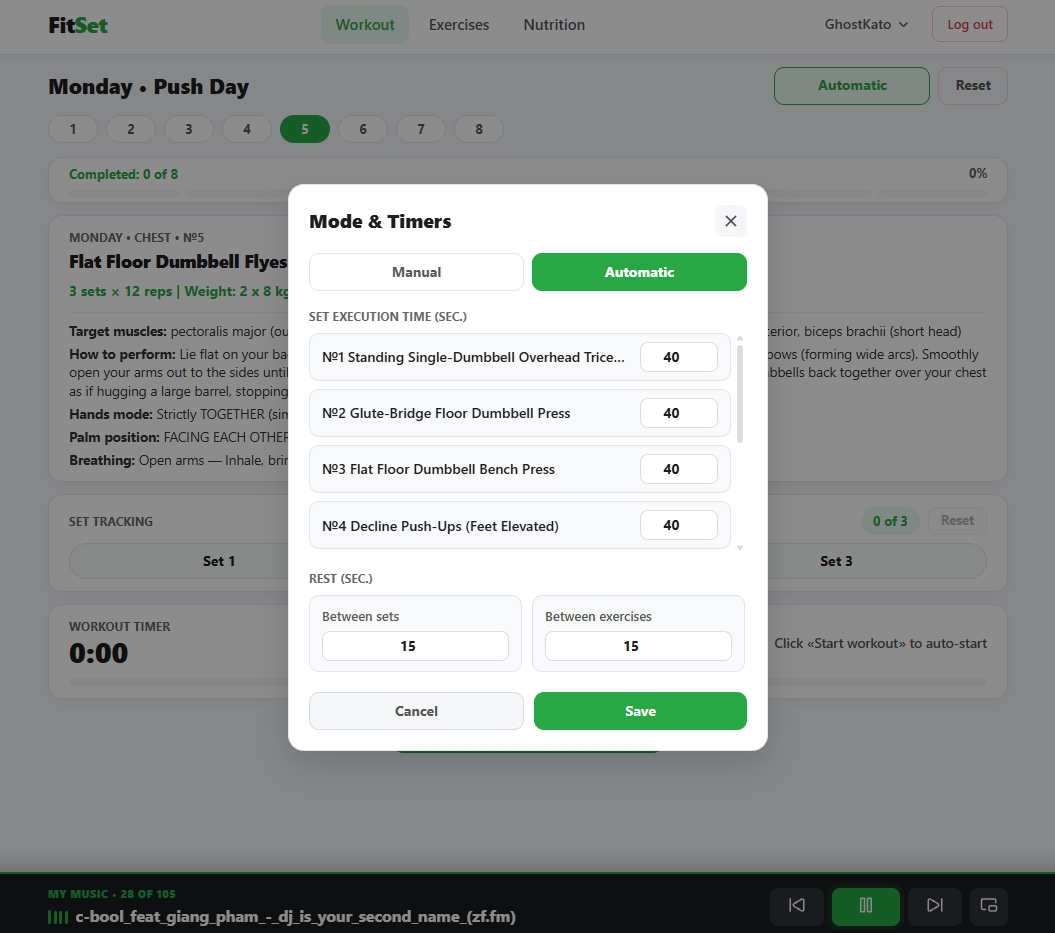 FitSet
Workout
Exercises
Nutrition
GhostKato
Log out
Monday • Push Day
Automatic
Reset
1 2 3 4 5 6 7 8
Completed: 0 of 8
0%
MONDAY • CHEST • №5
Flat Floor Dumbbell Flyes
3 sets × 12 reps | Weight: 2 x 8 kg
Target muscles: pectoralis major
biceps brachii (short head)
How to perform: Lie flat on your
(forming wide arcs). Smoothly
open your arms out to the sides until
back together over your chest
as if hugging a large barrel, stopping
Hands mode: Strictly TOGETHER
Palm position: FACING EACH OTHER
Breathing: Open arms — Inhale,
SET TRACKING
0 of 3
Reset
Set 1
Set 3
WORKOUT TIMER
0:00
Click «Start workout» to auto-start
Mode & Timers
Manual
Automatic
SET EXECUTION TIME (SEC.)
№1 Standing Single-Dumbbell Overhead Trice... 40
№2 Glute-Bridge Floor Dumbbell Press 40
№3 Flat Floor Dumbbell Bench Press 40
№4 Decline Push-Ups (Feet Elevated) 40
REST (SEC.)
Between sets
15
Between exercises
15
Cancel
Save
MY MUSIC • 28 OF 105
c-bool_feat_giang_pham_-_dj_is_your_second_name_(zf.fm)